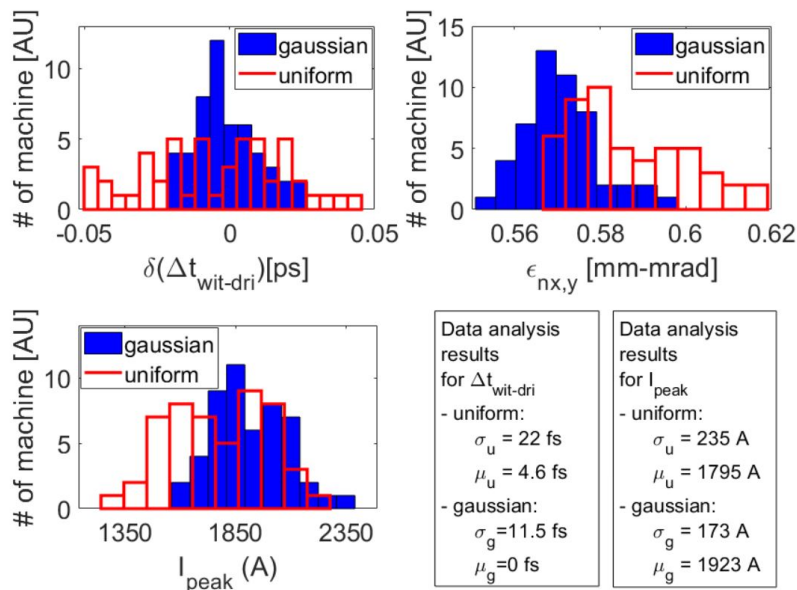 # of machine [AU]
10
5
0
gaussian
uniform
-0.05
0
0.05
δ(Δt_wit-dri)[ps]
# of machine [AU]
15
10
5
0
gaussian
uniform
0.56
0.58
0.6
0.62
ϵ_nx,y [mm-mrad]
# of machine [AU]
10
5
0
gaussian
uniform
1350
1850
2350
I_peak (A)
Data analysis
results
for Δt_wit-dri
- uniform:
σ_u = 22 fs
μ_u = 4.6 fs
- gaussian:
σ_g=11.5 fs
μ_g=0 fs
Data analysis
results
for I_peak
- uniform:
σ_u = 235 A
μ_u = 1795 A
- gaussian:
σ_g = 173 A
μ_g = 1923 A